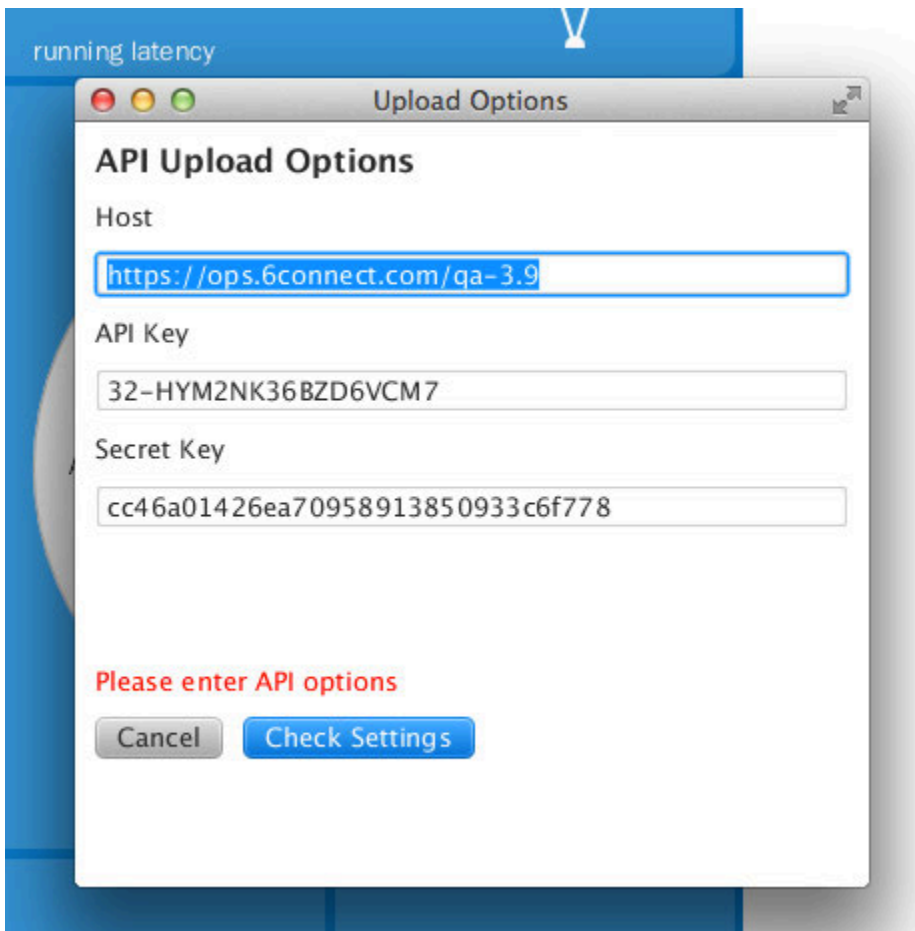 running latency
Upload Options
API Upload Options
Host
https://ops.6connect.com/qa-3.9
API Key
32-HYM2NK36BZD6VCM7
Secret Key
cc46a01426ea70958913850933c6f778
Please enter API options
Cancel
Check Settings